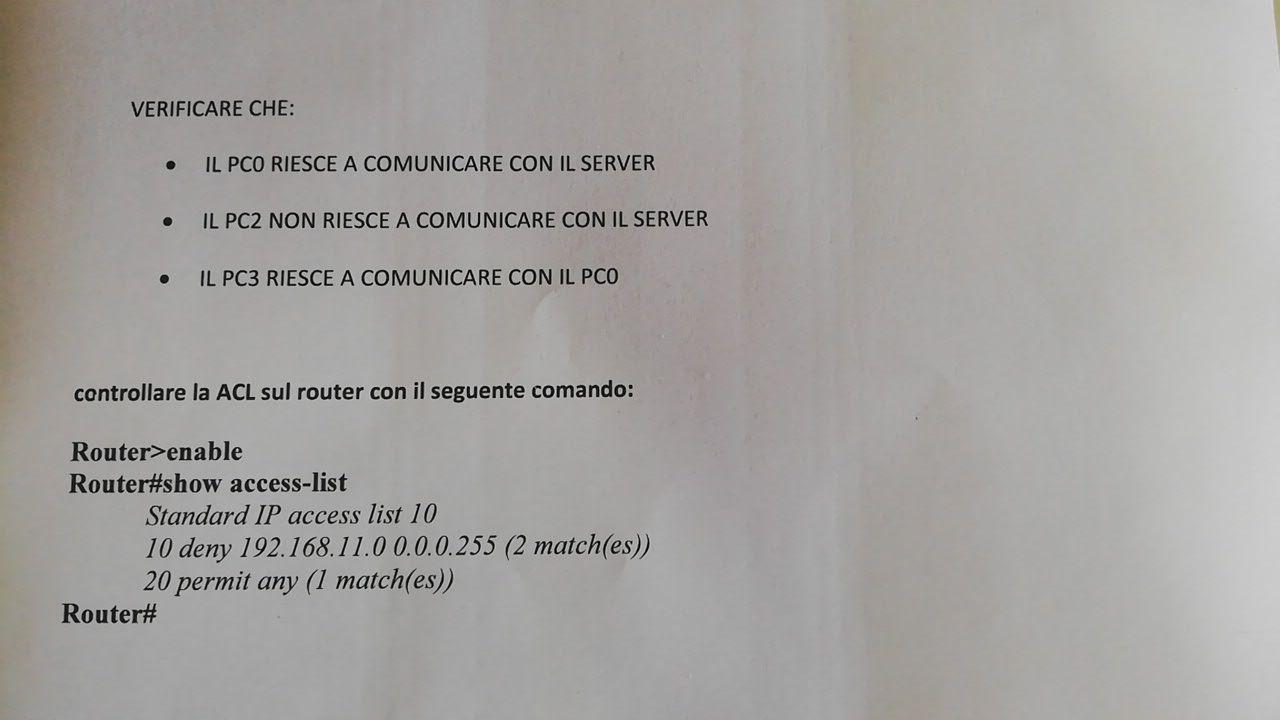 VERIFICARE CHE:
• IL PC0 RIESCE A COMUNICARE CON IL SERVER
• IL PC2 NON RIESCE A COMUNICARE CON IL SERVER
• IL PC3 RIESCE A COMUNICARE CON IL PC0
controllare la ACL sul router con il seguente comando:
Router>enable
Router#show access-list
Standard IP access list 10
10 deny 192.168.11.0 0.0.0.255 (2 match(es))
20 permit any (1 match(es))
Router#